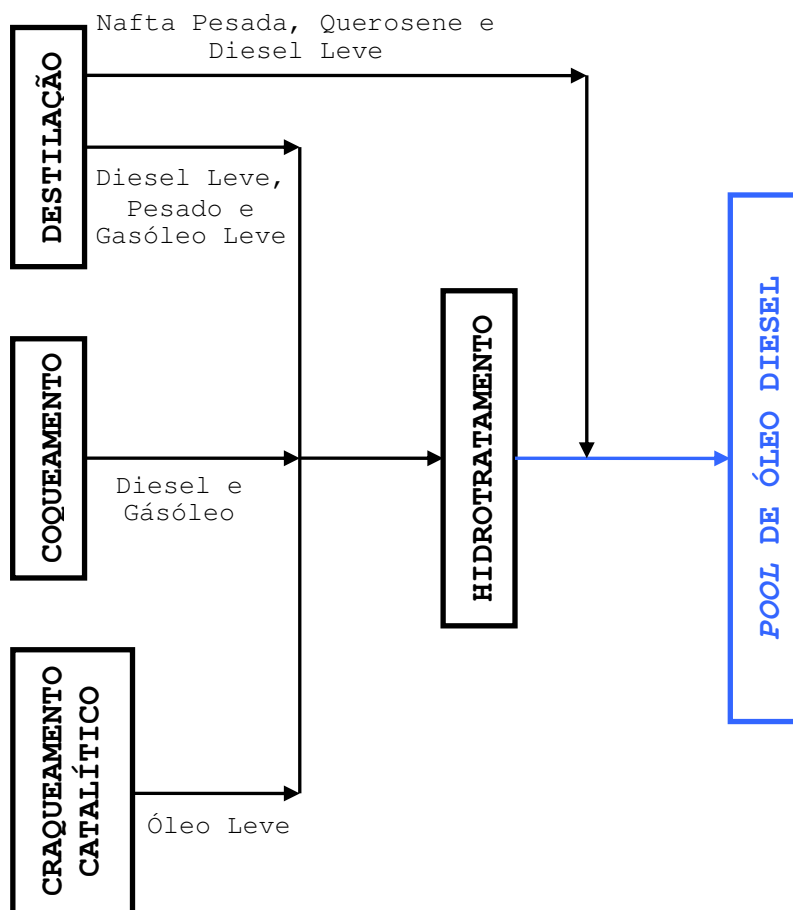 Nafta Pesada, Querosene e
Diesel Leve
DESTILAÇÃO
Diesel Leve,
Pesado e
Gasóleo Leve
COQUEAMENTO
Diesel e
Gásóleo
HIDROTRATAMENTO
POOL DE ÓLEO DIESEL
CRAQUEAMENTO
CATALÍTICO
Óleo Leve